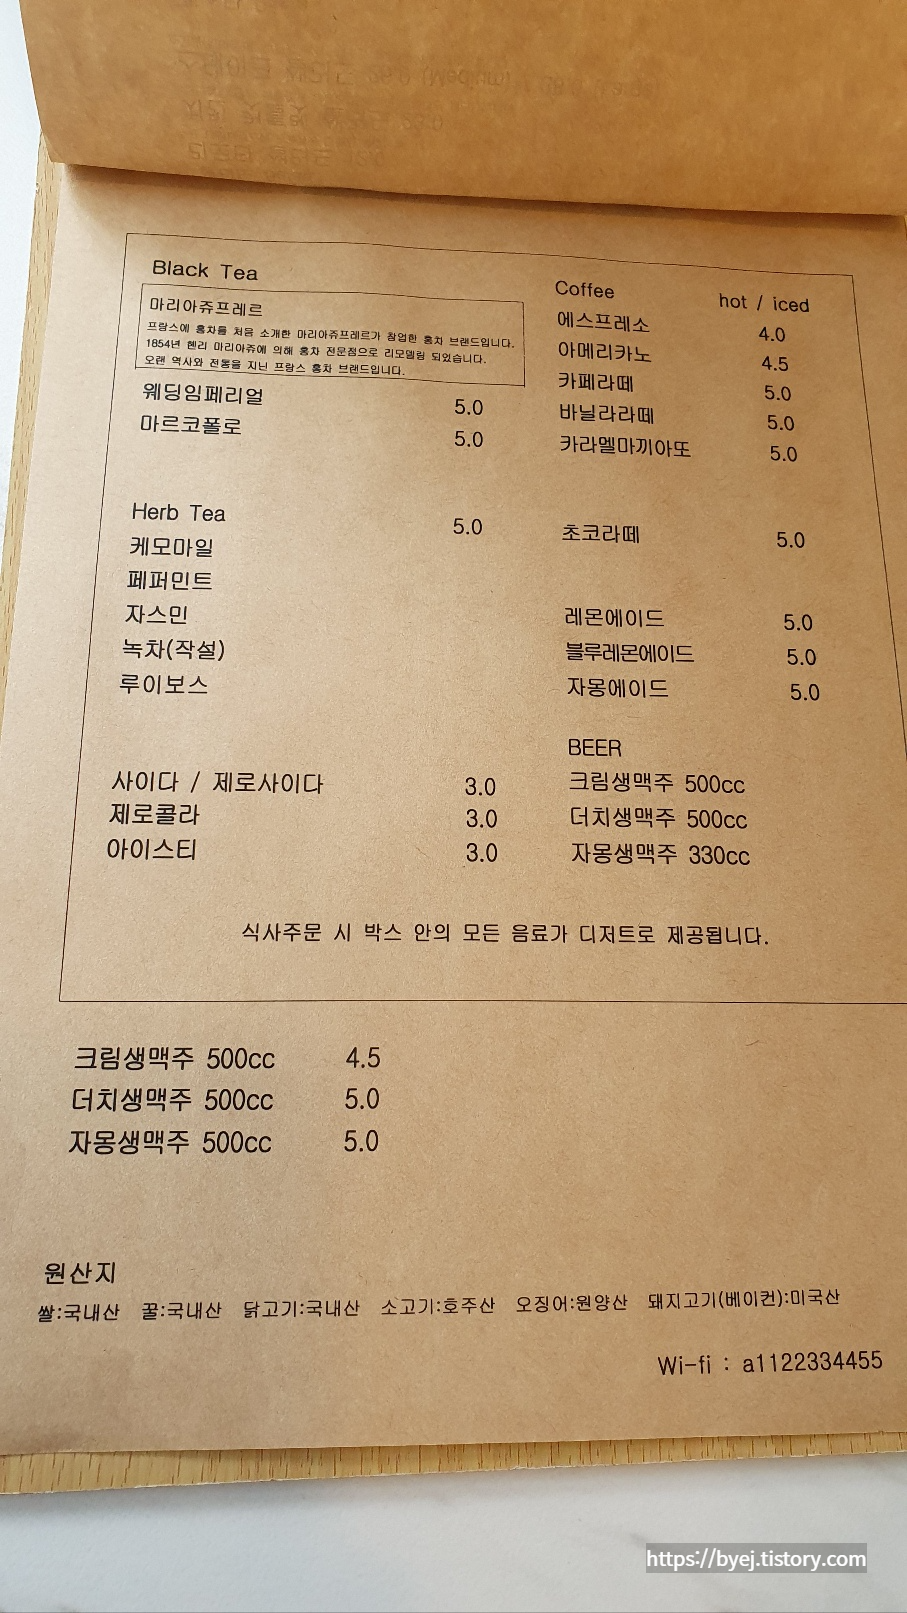 Black Tea
마리아쥬프레르
프랑스에 홍차를 처음 소개한 마리아쥬프레르가 창업한 홍차 브랜드입니다.
1854년 헨리 마리아쥬에 의해 홍차 전문점으로 리모델링 되었습니다.
오랜 역사와 전통을 지닌 프랑스 홍차 브랜드입니다.
웨딩임페리얼 5.0
마르코폴로 5.0
Herb Tea 5.0
케모마일
페퍼민트
자스민
녹차(작설)
루이보스
사이다 / 제로사이다 3.0
제로콜라 3.0
아이스티 3.0
Coffee hot / iced
에스프레소 4.0
아메리카노 4.5
카페라떼 5.0
바닐라라떼 5.0
카라멜마끼아또 5.0
초코라떼 5.0
레몬에이드 5.0
블루레몬에이드 5.0
자몽에이드 5.0
BEER
크림생맥주 500cc
더치생맥주 500cc
자몽생맥주 330cc
식사주문 시 박스 안의 모든 음료가 디저트로 제공됩니다.
크림생맥주 500cc 4.5
더치생맥주 500cc 5.0
자몽생맥주 500cc 5.0
원산지
쌀:국내산 꿀:국내산 닭고기:국내산 소고기:호주산 오징어:원양산 돼지고기(베이컨):미국산
Wi-fi : a1122334455
https://byej.tistory.com